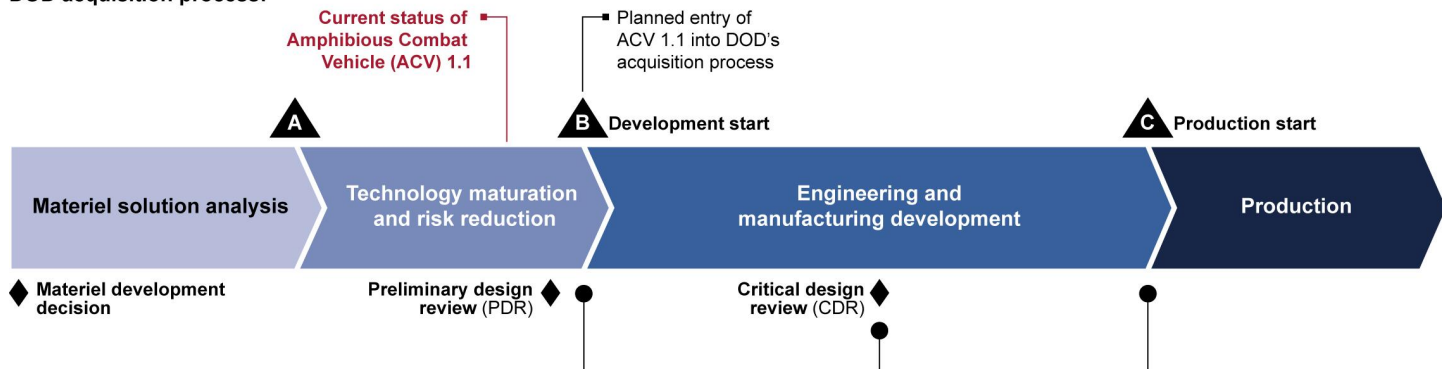 DOD acquisition process:
Current status of
Amphibious Combat
Vehicle (ACV) 1.1
Planned entry of
ACV 1.1 into DOD's
acquisition process
A
B Development start
C Production start
Materiel solution analysis
Technology maturation
and risk reduction
Engineering and
manufacturing development
Production
Materiel development
decision
Preliminary design
review (PDR)
Critical design
review (CDR)